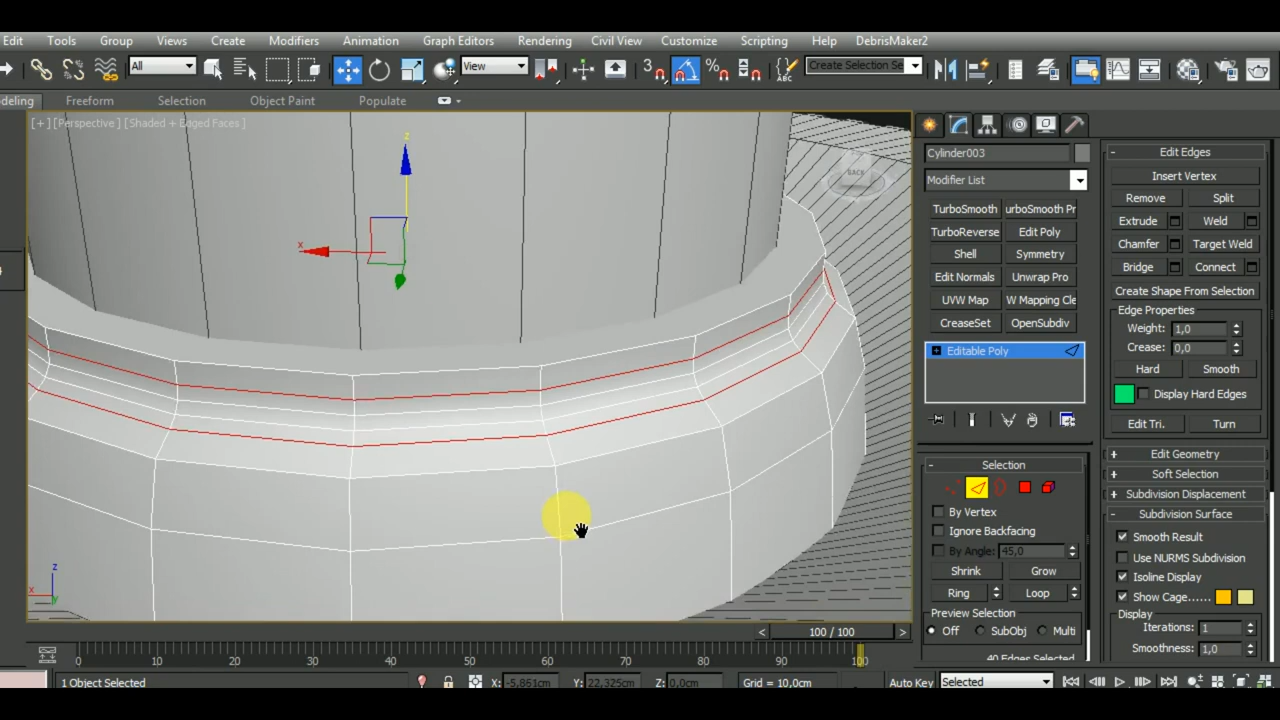 Edit Tools Group Views Create Modifiers Animation Graph Editors Rendering Civil View Customize Scripting Help DebrisMaker2
All View 3 ABC Create Selection Se
deling Freeform Selection Object Paint Populate
[+] [Perspective] [Shaded + Edged Faces]
z
x
BACK
z
x
y
Cylinder003
Modifier List
TurboSmooth urboSmooth Pr
TurboReverse Edit Poly
Shell Symmetry
Edit Normals Unwrap Pro
UVW Map W Mapping Cle
CreaseSet OpenSubdiv
Editable Poly
- Selection
By Vertex
Ignore Backfacing
By Angle: 45,0
Shrink Grow
Ring Loop
Preview Selection
Off SubObj Multi
40 Edges Selected
- Edit Edges
Insert Vertex
Remove Split
Extrude Weld
Chamfer Target Weld
Bridge Connect
Create Shape From Selection
Edge Properties
Weight: 1,0
Crease: 0,0
Hard Smooth
Display Hard Edges
Edit Tri. Turn
+ Edit Geometry
+ Soft Selection
+ Subdivision Displacement
- Subdivision Surface
Smooth Result
Use NURMS Subdivision
Isoline Display
Show Cage......
Display
Iterations: 1
Smoothness: 1,0
< 100 / 100 >
0 10 20 30 40 50 60 70 80 90 100
1 Object Selected X: -5,861cm Y: 22,325cm Z: 0,0cm Grid = 10,0cm Auto Key Selected